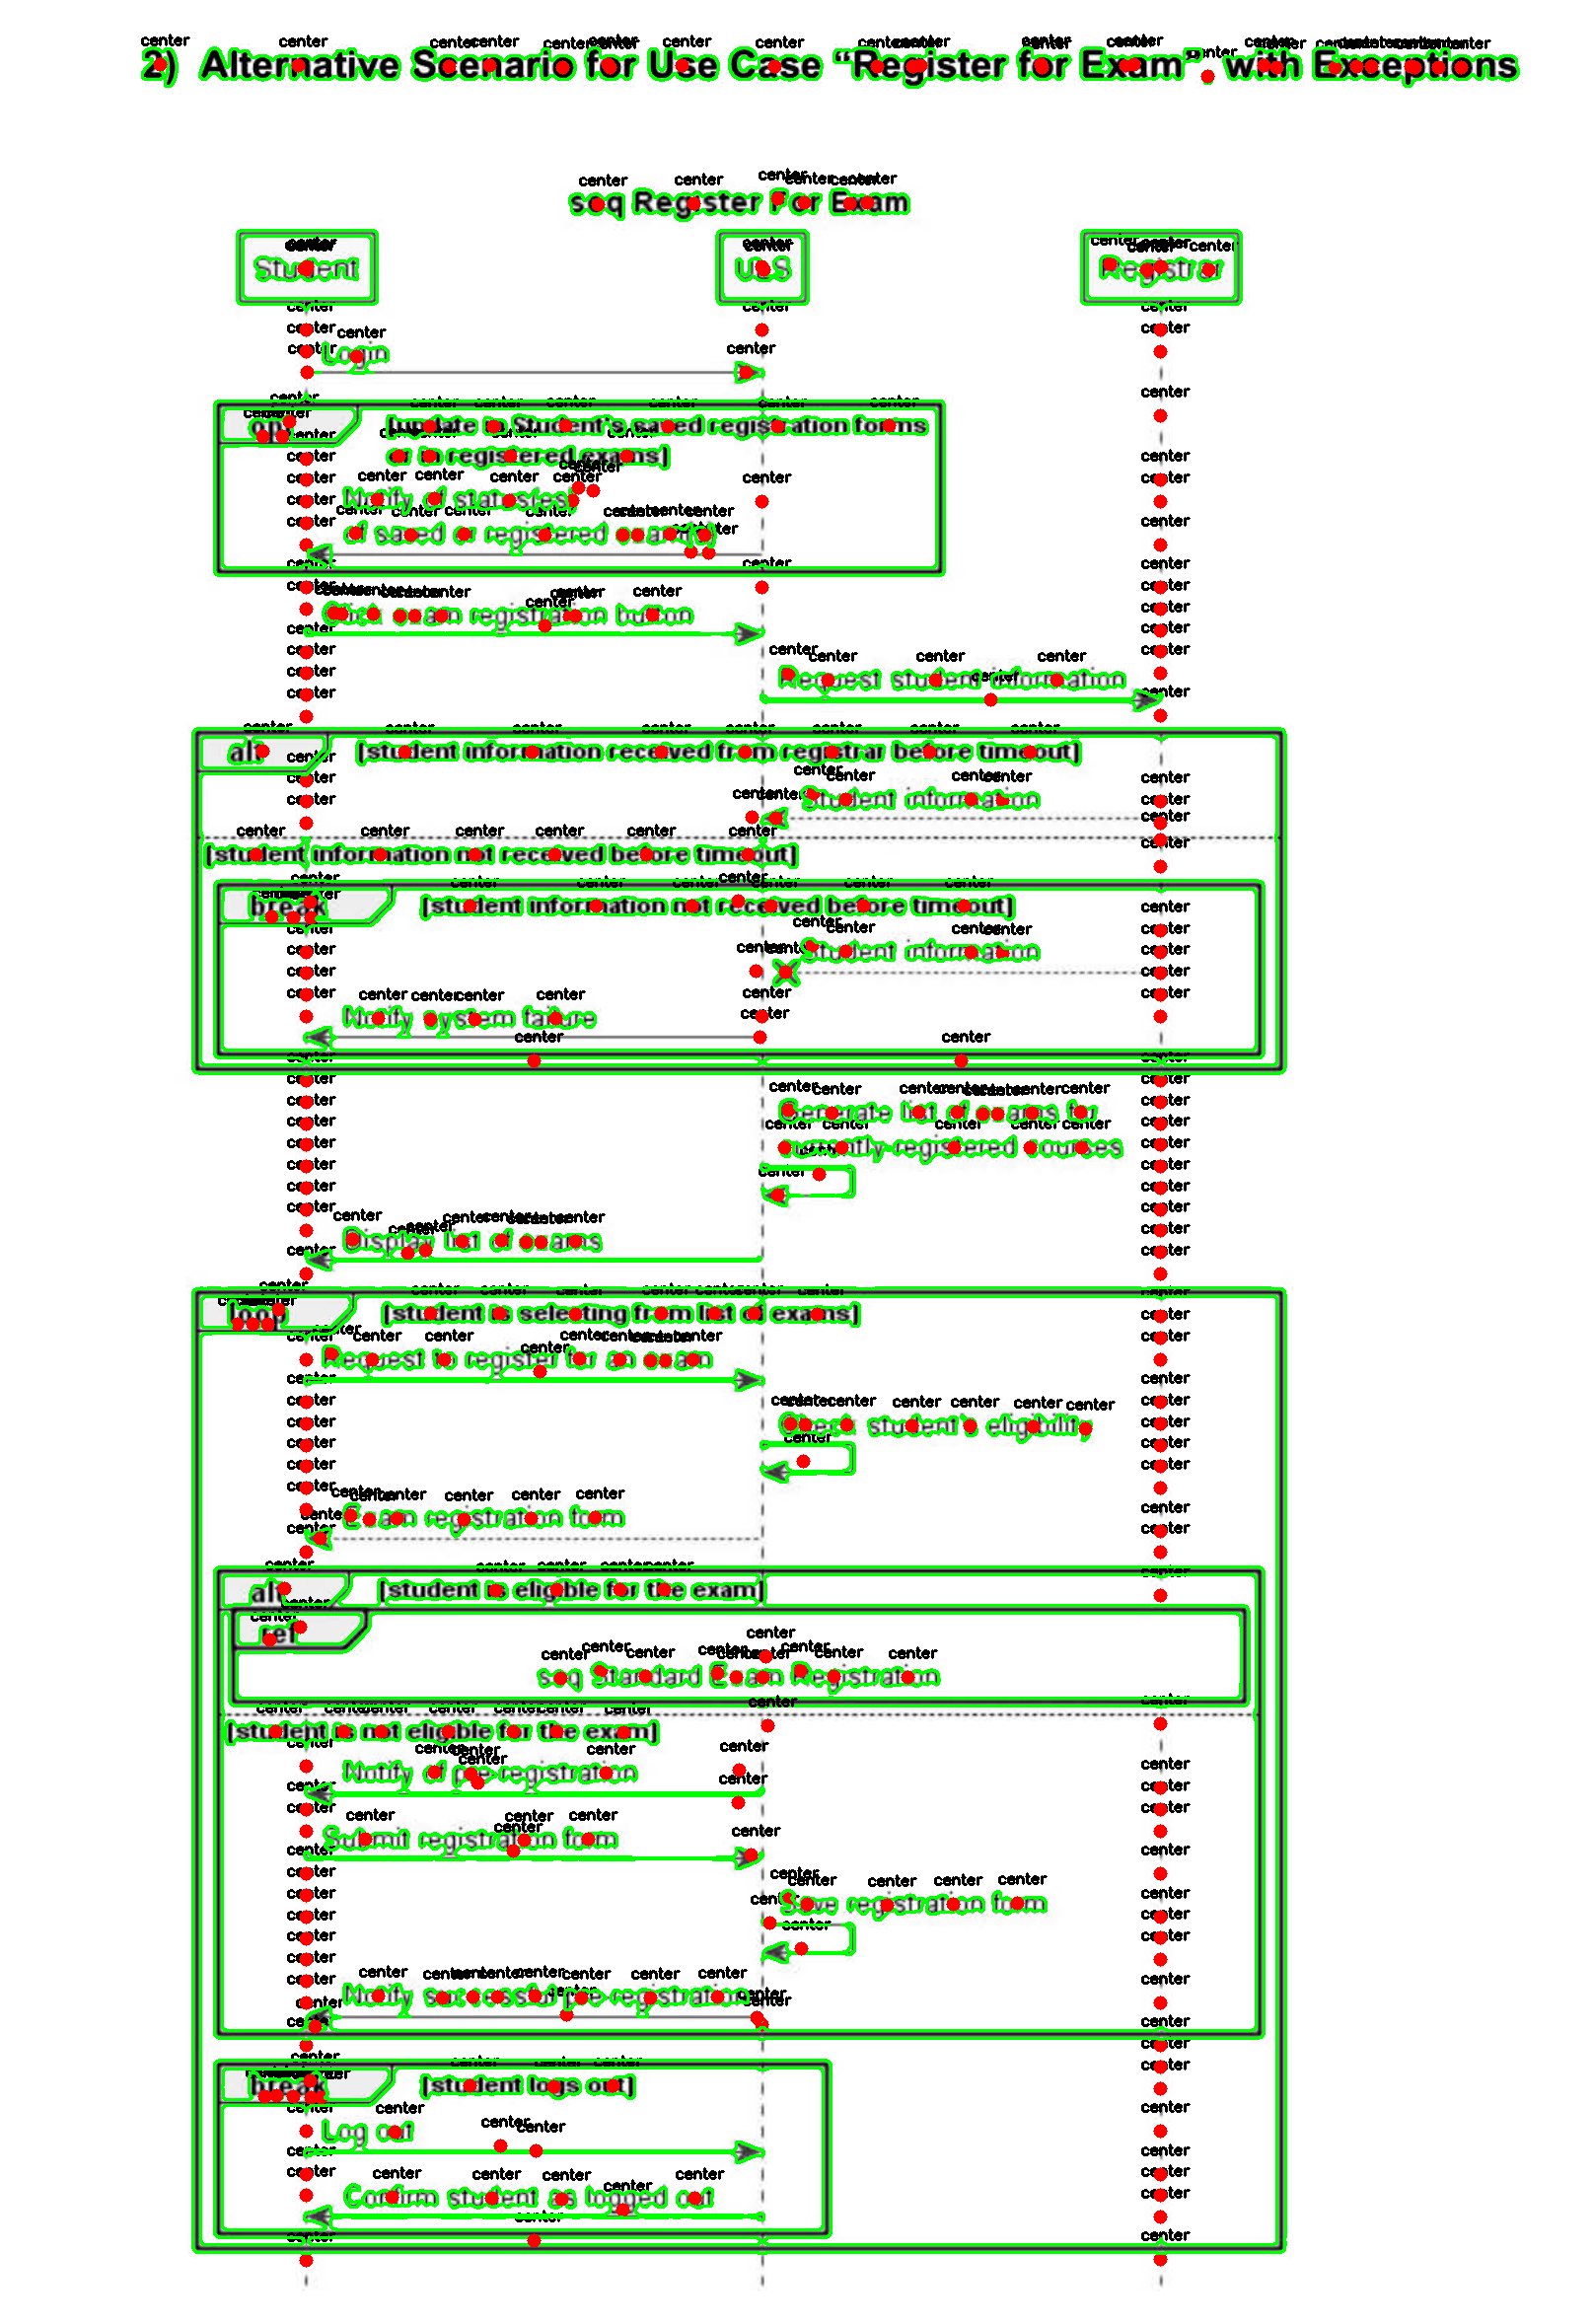 2) Alternative Scenario for Use Case “Register for Exam”. with Exceptions
seq Register For Exam
Student
Registrar
Login
opt
[update in Student's saved registration forms
or in registered exams]
Notify of status(es)
of saved or registered exam(s)
Click exam registration button
Request student information
alt
[student information received from registrar before timeout]
Student information
[student information not received before timeout]
break
[student information not received before timeout]
Student information
Notify system failure
Generate list of exams for
currently-registered courses
Display list of exams
loop
[student is selecting from list of exams]
Request to register for an exam
Check student's eligibility
Exam registration form
alt
[student is eligible for the exam]
ref
seq Standard Exam Registration
[student is not eligible for the exam]
Notify of pre-registration
Submit registration form
Save registration form
Notify successful pre-registration
break
[student logs out]
Log out
Confirm student as logged out